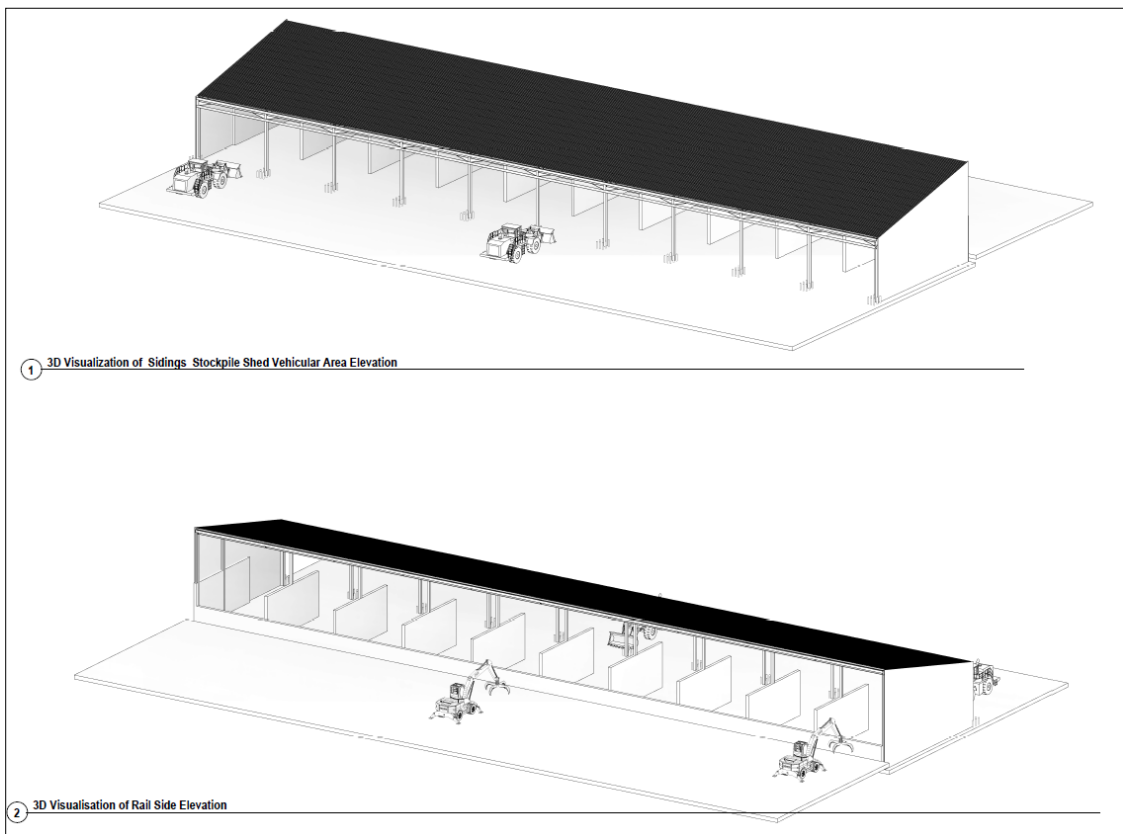 1 3D Visualization of Sidings Stockpile Shed Vehicular Area Elevation
2 3D Visualisation of Rail Side Elevation